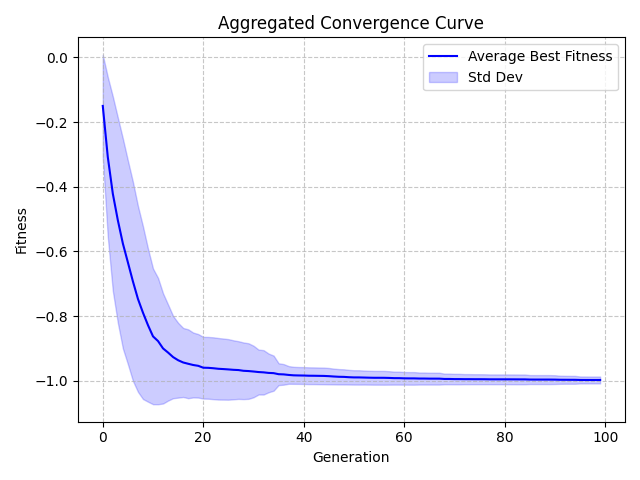 Aggregated Convergence Curve
Average Best Fitness
Std Dev
Fitness
0.0
−0.2
−0.4
−0.6
−0.8
−1.0
0 20 40 60 80 100
Generation